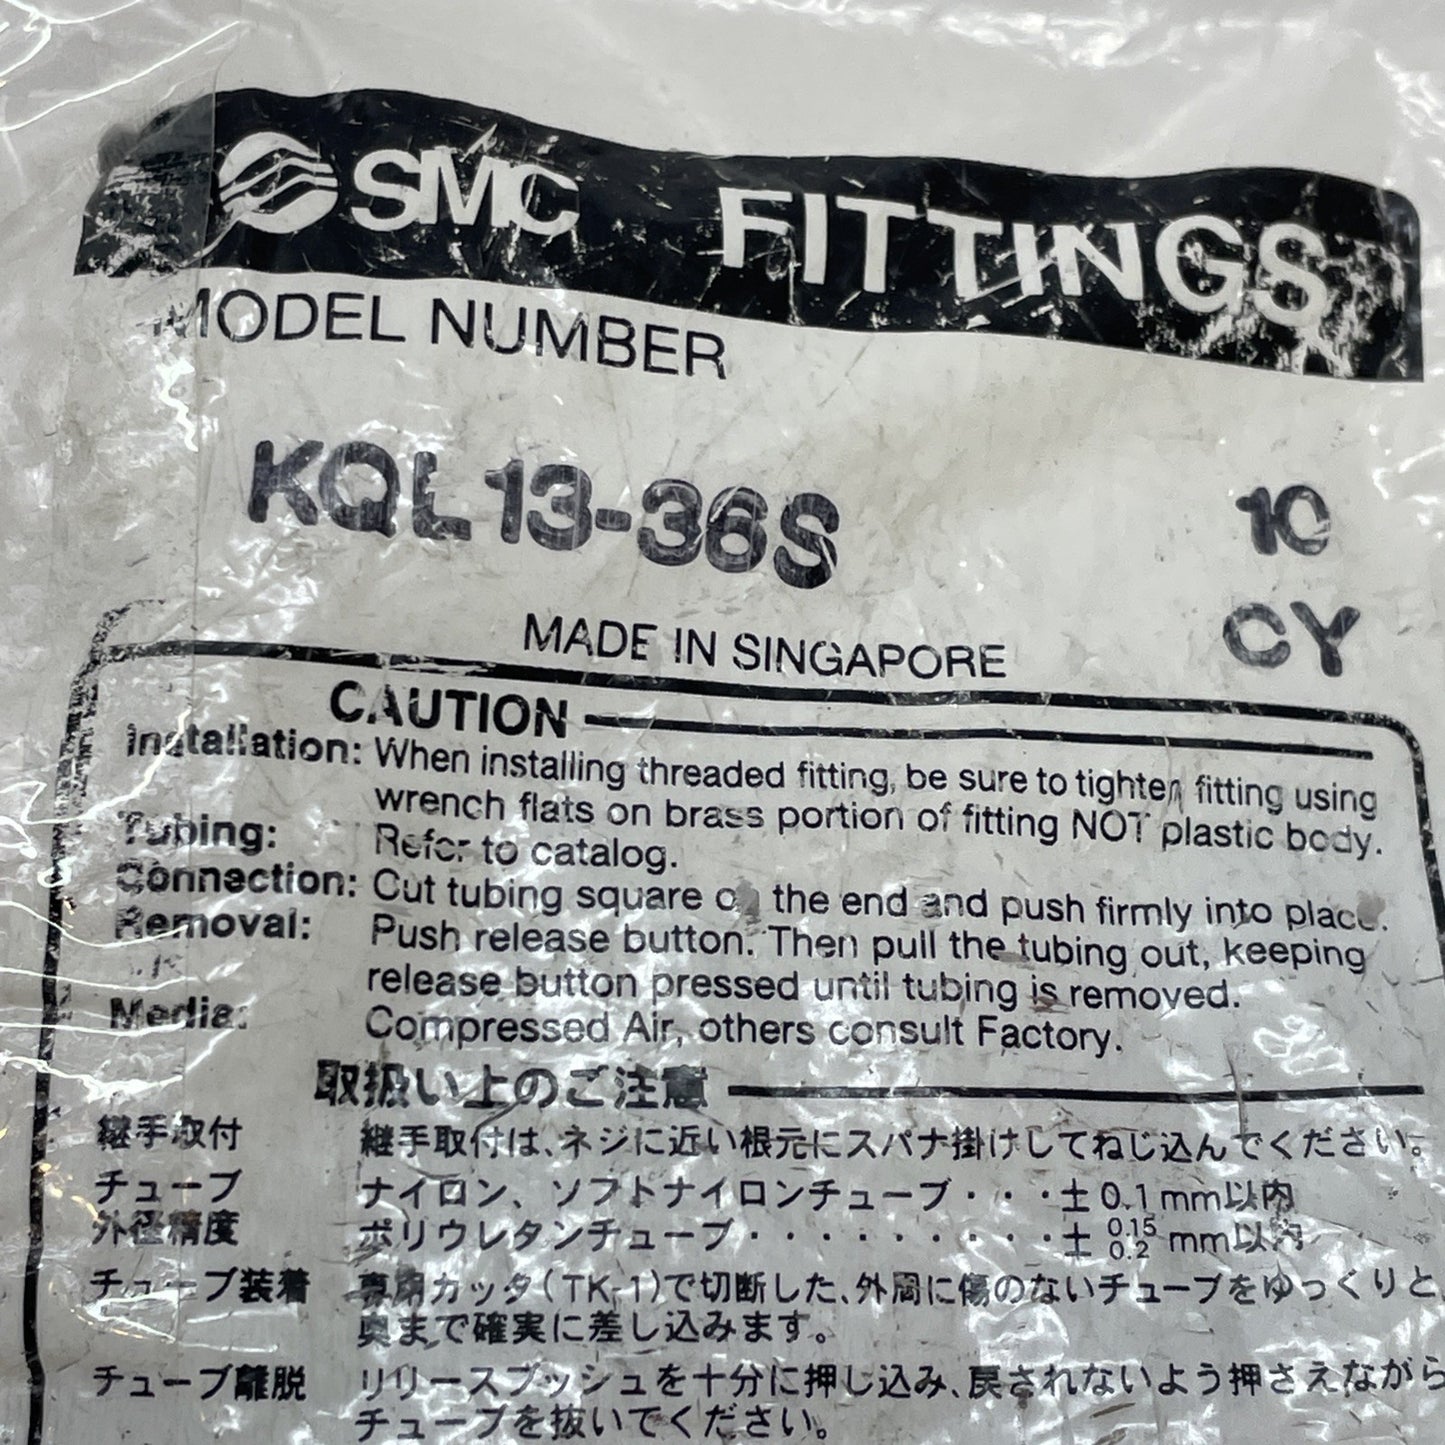 SMC FITTINGS
MODEL NUMBER
KQL13-36S 10
CY
MADE IN SINGAPORE
CAUTION
Installation: When installing threaded fitting, be sure to tighten fitting using
wrench flats on brass portion of fitting NOT plastic body.
Tubing: Refer to catalog.
Connection: Cut tubing square on the end and push firmly into place.
Removal: Push release button. Then pull the tubing out, keeping
release button pressed until tubing is removed.
Media: Compressed Air, others consult Factory.
取扱い上のご注意
継手取付 継手取付は、ネジに近い根元にスパナ掛けしてねじ込んでください。
チューブ ナイロン、ソフトナイロンチューブ・・・± 0.1 mm以内
外径精度 ポリウレタンチューブ・・・・・・・・・・± 0.15 0.2 mm以内
チューブ装着 専用カッタ(TK-1)で切断した、外周に傷のないチューブをゆっくりと、
奥まで確実に差し込みます。
チューブ離脱 リリースプッシュを十分に押し込み、戻されないよう押さえながら
チューブを抜いてください。